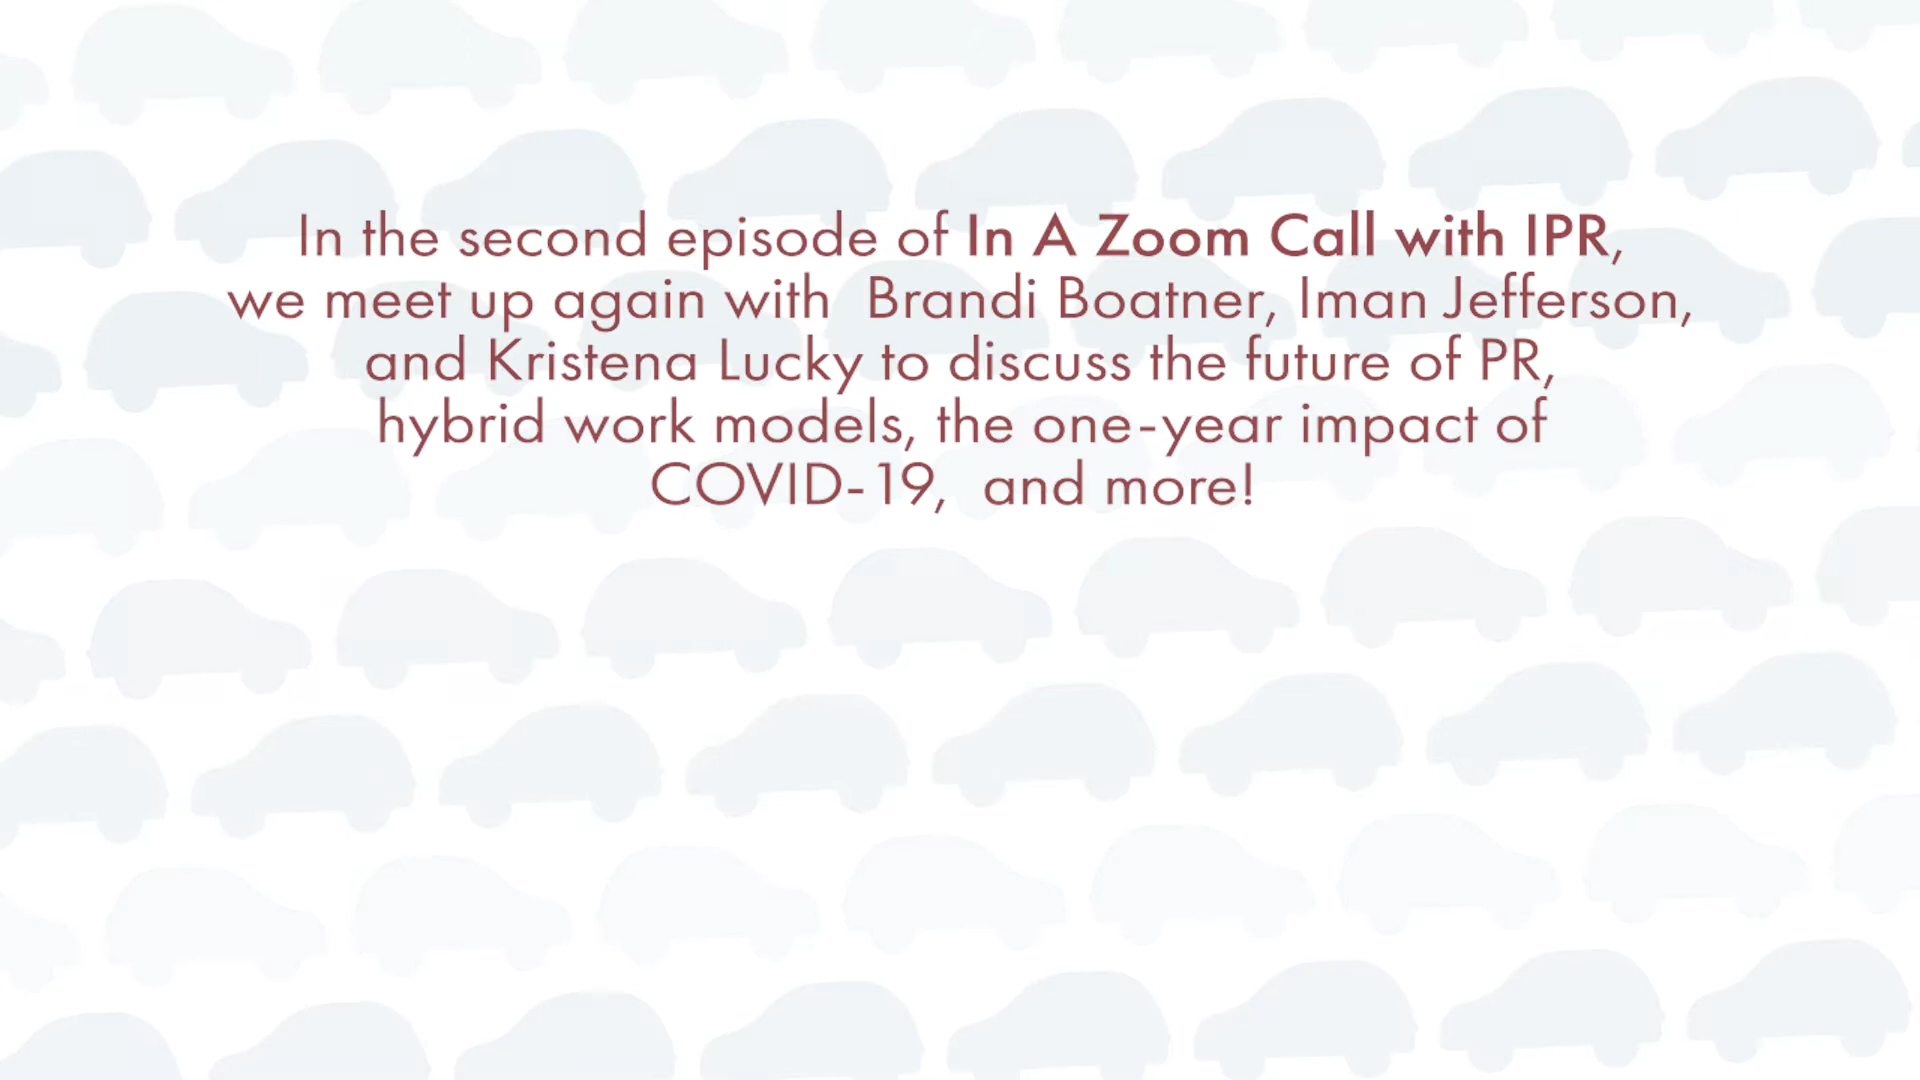 In the second episode of In A Zoom Call with IPR,
we meet up again with Brandi Boatner, Iman Jefferson,
and Kristena Lucky to discuss the future of PR,
hybrid work models, the one-year impact of
COVID-19, and more!